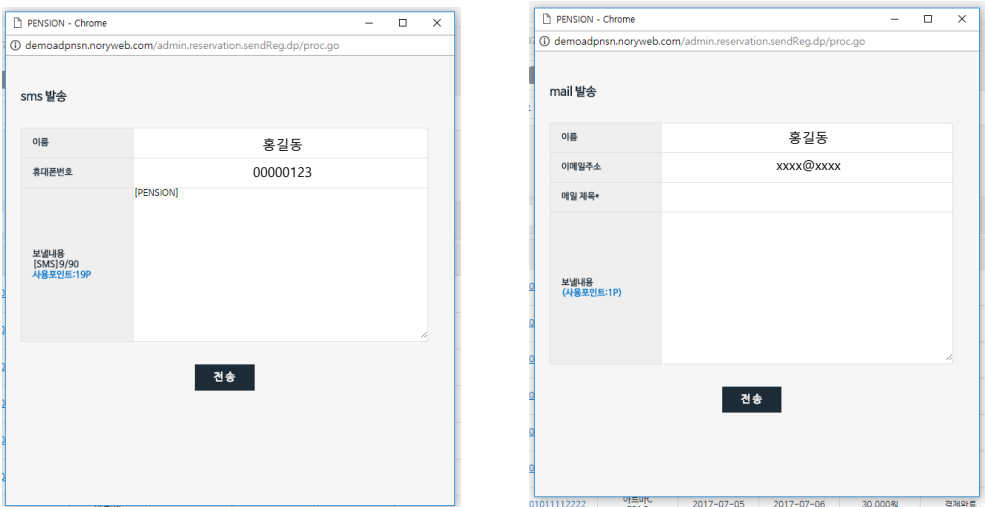 PENSION - Chrome
demoadpnsn.noryweb.com/admin.reservation.sendReg.dp/proc.go
sms 발송
이름 홍길동
휴대폰번호 00000123
[PENSION]
보낼내용
[SMS]9/90
사용포인트:19P
전송
PENSION - Chrome
demoadpnsn.noryweb.com/admin.reservation.sendReg.dp/proc.go
mail 발송
이름 홍길동
이메일주소 xxxx@xxxx
메일 제목*
보낼내용
(사용포인트:1P)
전송
01011112222 2017-07-05 2017-07-06 30,000원 결제완료